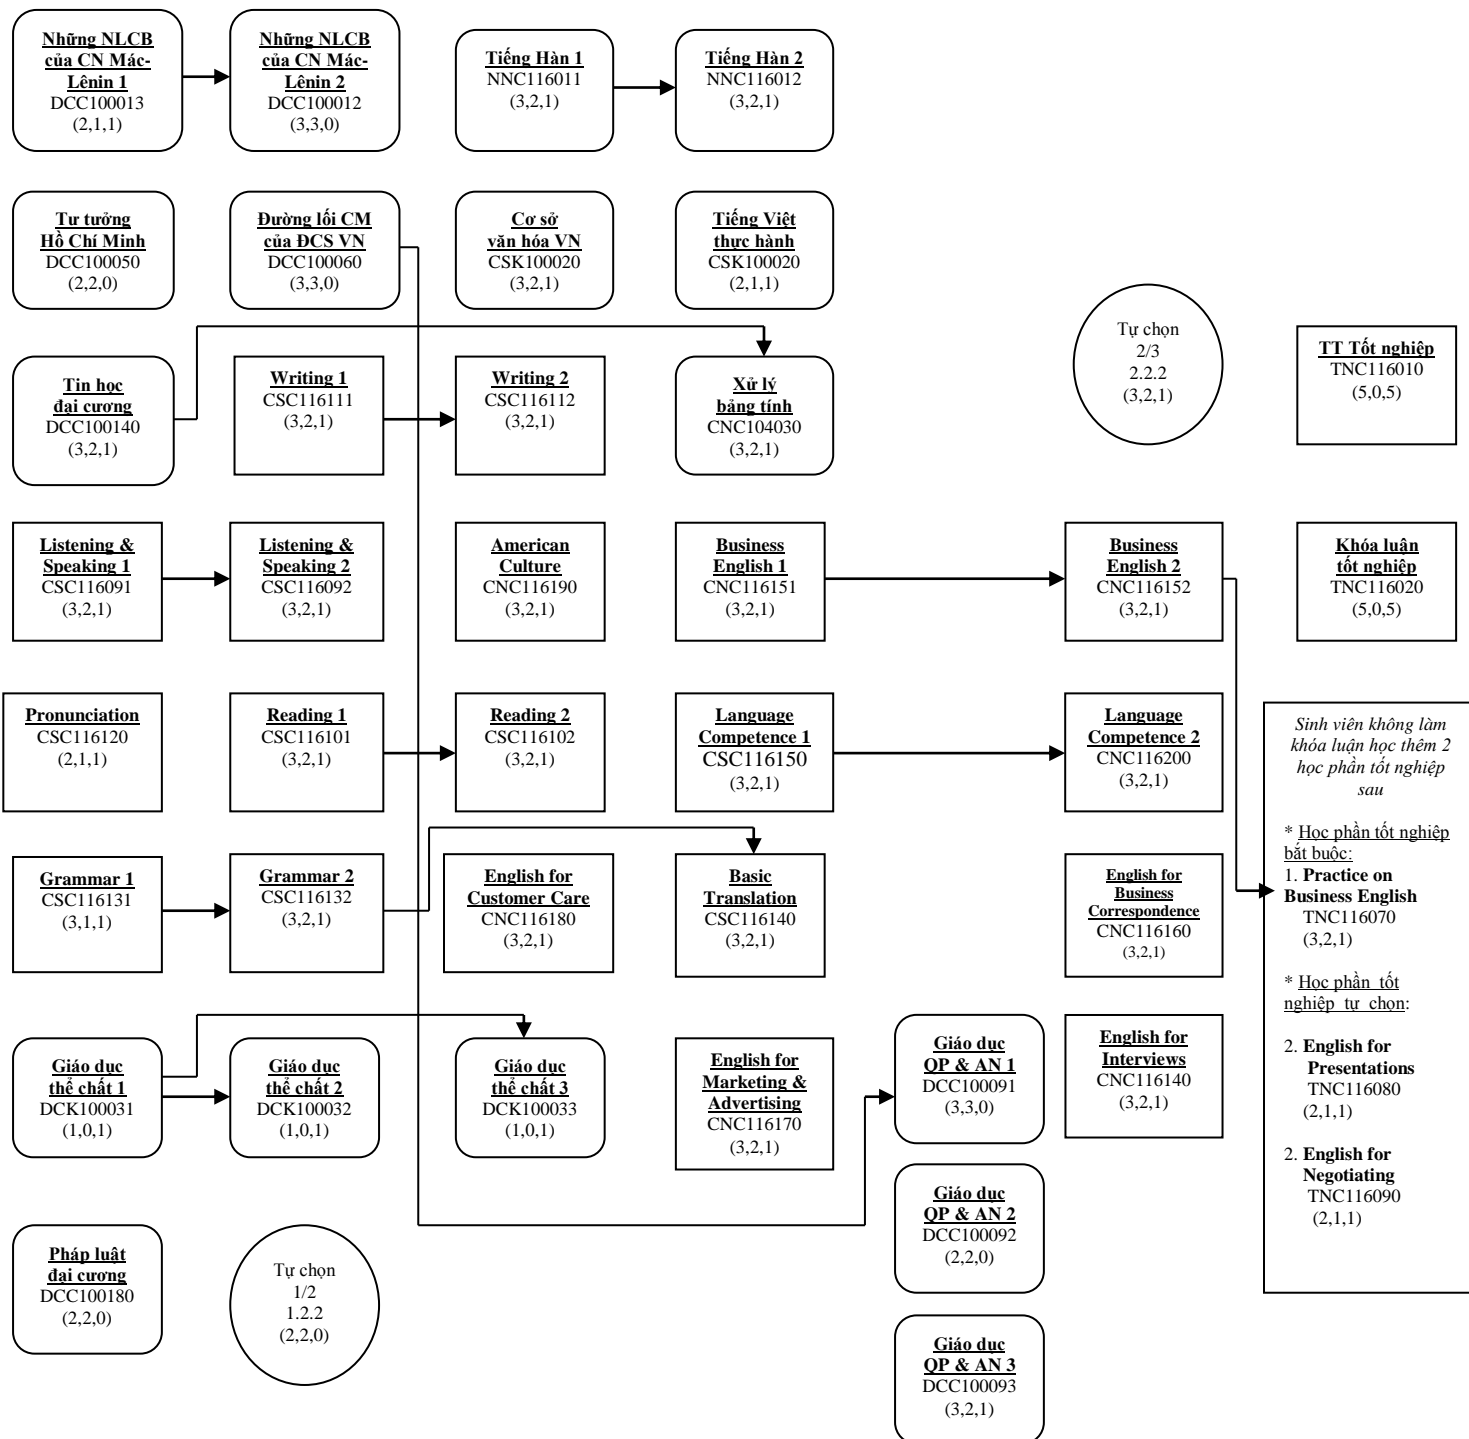 Những NLCB
của CN Mác-
Lênin 1
DCC100013
(2,1,1)
Những NLCB
của CN Mác-
Lênin 2
DCC100012
(3,3,0)
Tiếng Hàn 1
NNC116011
(3,2,1)
Tiếng Hàn 2
NNC116012
(3,2,1)
Tư tưởng
Hồ Chí Minh
DCC100050
(2,2,0)
Đường lối CM
của ĐCS VN
DCC100060
(3,3,0)
Cơ sở
văn hóa VN
CSK100020
(3,2,1)
Tiếng Việt
thực hành
CSK100020
(2,1,1)
Tự chọn
2/3
2.2.2
(3,2,1)
TT Tốt nghiệp
TNC116010
(5,0,5)
Tin học
đại cương
DCC100140
(3,2,1)
Writing 1
CSC116111
(3,2,1)
Writing 2
CSC116112
(3,2,1)
Xử lý
bảng tính
CNC104030
(3,2,1)
Listening &
Speaking 1
CSC116091
(3,2,1)
Listening &
Speaking 2
CSC116092
(3,2,1)
American
Culture
CNC116190
(3,2,1)
Business
English 1
CNC116151
(3,2,1)
Business
English 2
CNC116152
(3,2,1)
Khóa luận
tốt nghiệp
TNC116020
(5,0,5)
Pronunciation
CSC116120
(2,1,1)
Reading 1
CSC116101
(3,2,1)
Reading 2
CSC116102
(3,2,1)
Language
Competence 1
CSC116150
(3,2,1)
Language
Competence 2
CNC116200
(3,2,1)
Sinh viên không làm
khóa luận học thêm 2
học phần tốt nghiệp
sau
* Học phần tốt nghiệp
bắt buộc:
1. Practice on
Business English
TNC116070
(3,2,1)
* Học phần tốt
nghiệp tự chọn:
2. English for
Presentations
TNC116080
(2,1,1)
2. English for
Negotiating
TNC116090
(2,1,1)
Grammar 1
CSC116131
(3,1,1)
Grammar 2
CSC116132
(3,2,1)
English for
Customer Care
CNC116180
(3,2,1)
Basic
Translation
CSC116140
(3,2,1)
English for
Business
Correspondence
CNC116160
(3,2,1)
Giáo dục
thể chất 1
DCK100031
(1,0,1)
Giáo dục
thể chất 2
DCK100032
(1,0,1)
Giáo dục
thể chất 3
DCK100033
(1,0,1)
English for
Marketing &
Advertising
CNC116170
(3,2,1)
Giáo dục
QP & AN 1
DCC100091
(3,3,0)
English for
Interviews
CNC116140
(3,2,1)
Giáo dục
QP & AN 2
DCC100092
(2,2,0)
Pháp luật
đại cương
DCC100180
(2,2,0)
Tự chọn
1/2
1.2.2
(2,2,0)
Giáo dục
QP & AN 3
DCC100093
(3,2,1)